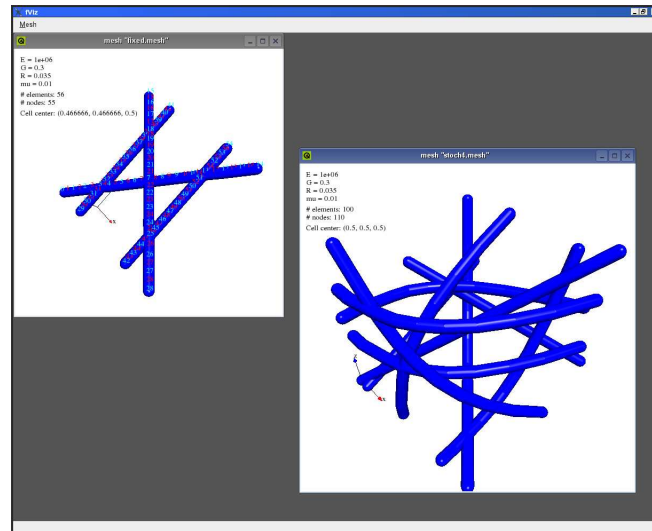 fViz
Mesh
mesh "fixed.mesh"
E = 1e+06
G = 0.3
R = 0.035
mu = 0.01
# elements: 56
# nodes: 55
Cell center: (0.466666, 0.466666, 0.5)
x
mesh "stoch4.mesh"
E = 1e+06
G = 0.3
R = 0.035
mu = 0.01
# elements: 100
# nodes: 110
Cell center: (0.5, 0.5, 0.5)
z
x